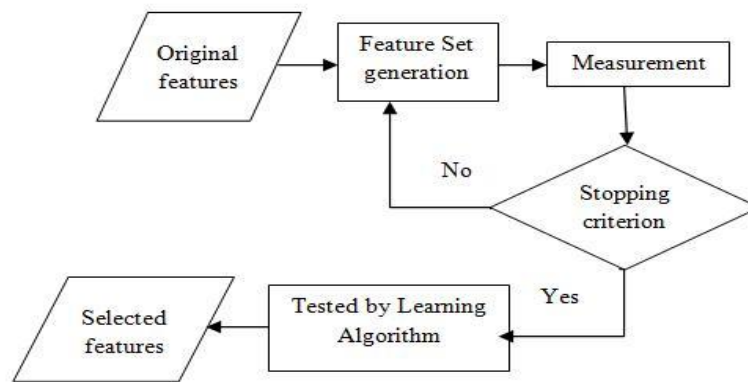 Original
features
Feature Set
generation
Measurement
No
Stopping
criterion
Yes
Tested by Learning
Algorithm
Selected
features